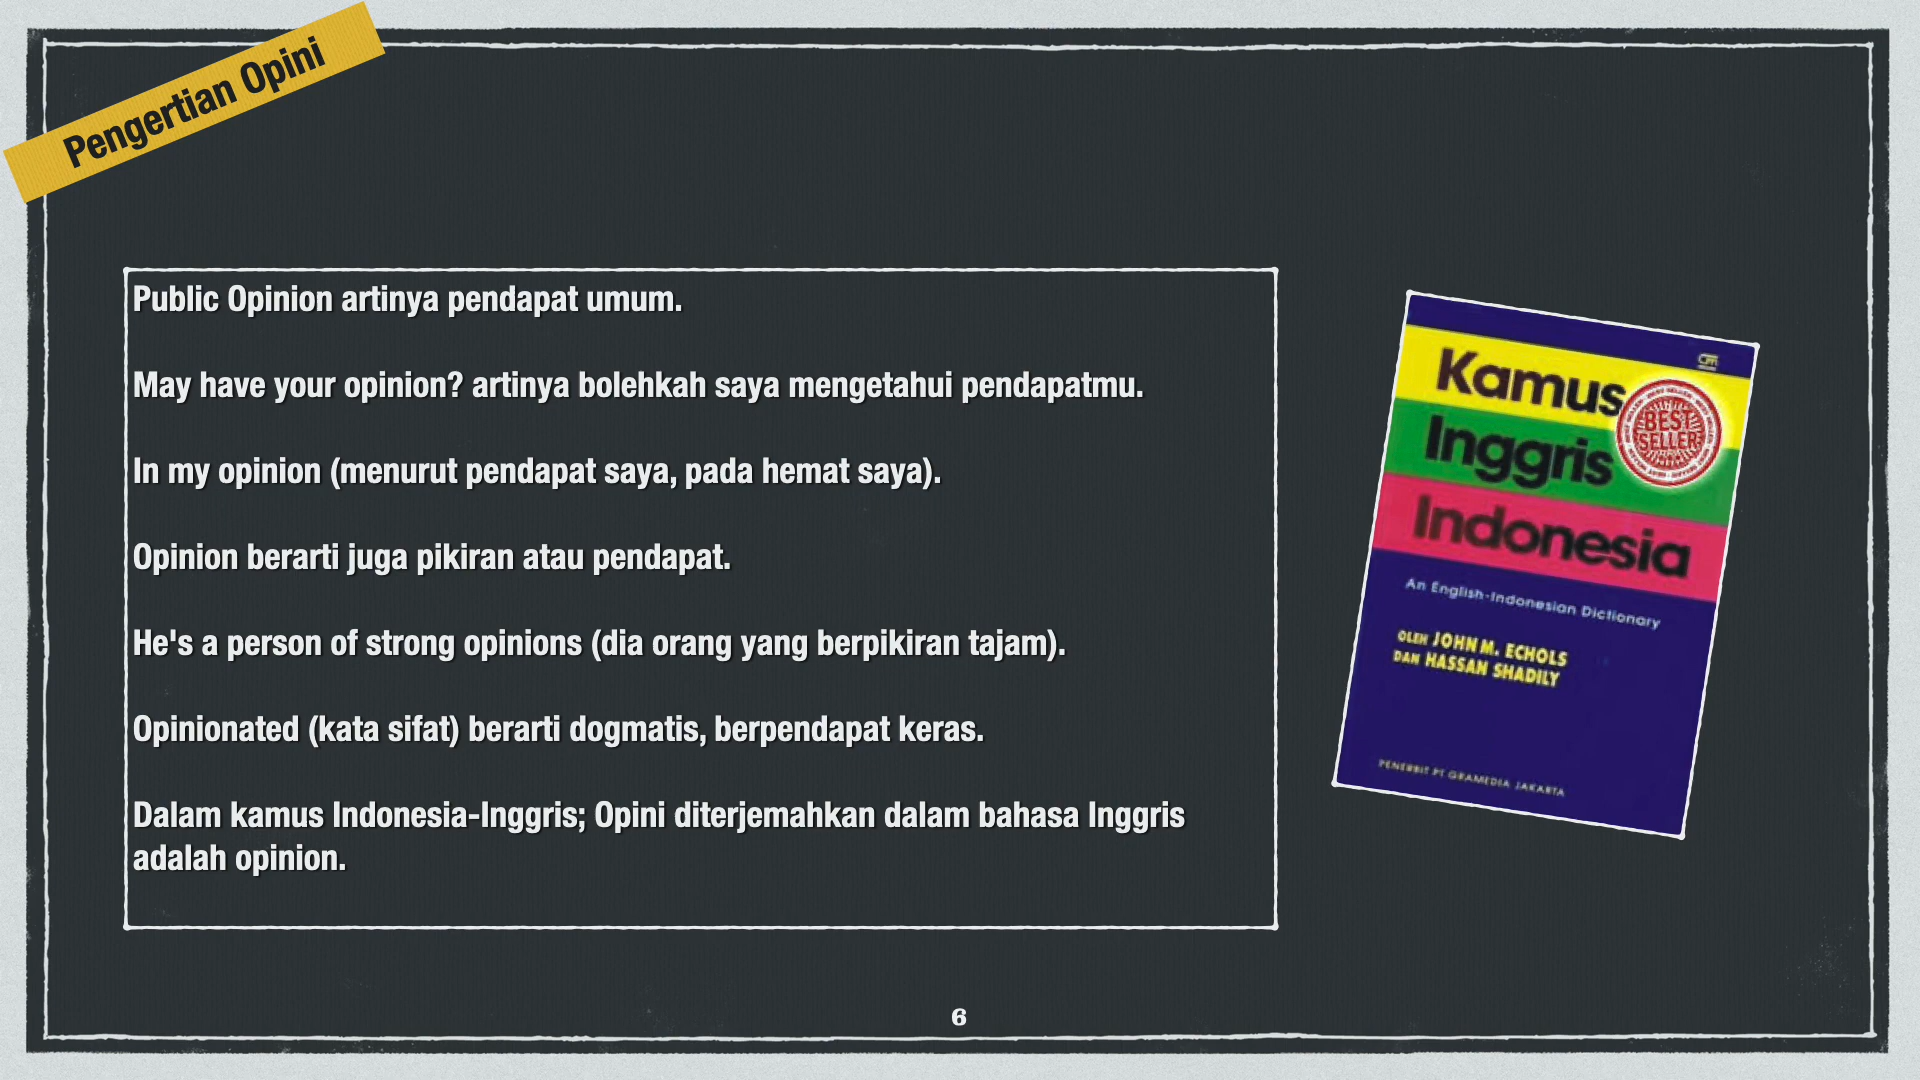 Pengertian Opini
Public Opinion artinya pendapat umum.
May have your opinion? artinya bolehkah saya mengetahui pendapatmu.
In my opinion (menurut pendapat saya, pada hemat saya).
Opinion berarti juga pikiran atau pendapat.
He's a person of strong opinions (dia orang yang berpikiran tajam).
Opinionated (kata sifat) berarti dogmatis, berpendapat keras.
Dalam kamus Indonesia-Inggris; Opini diterjemahkan dalam bahasa Inggris
adalah opinion.
Kamus
Inggris
Indonesia
BEST
SELLER
An English-Indonesian Dictionary
OLEH JOHN M. ECHOLS
DAN HASSAN SHADILY
PENERBIT PT GRAMEDIA JAKARTA
6